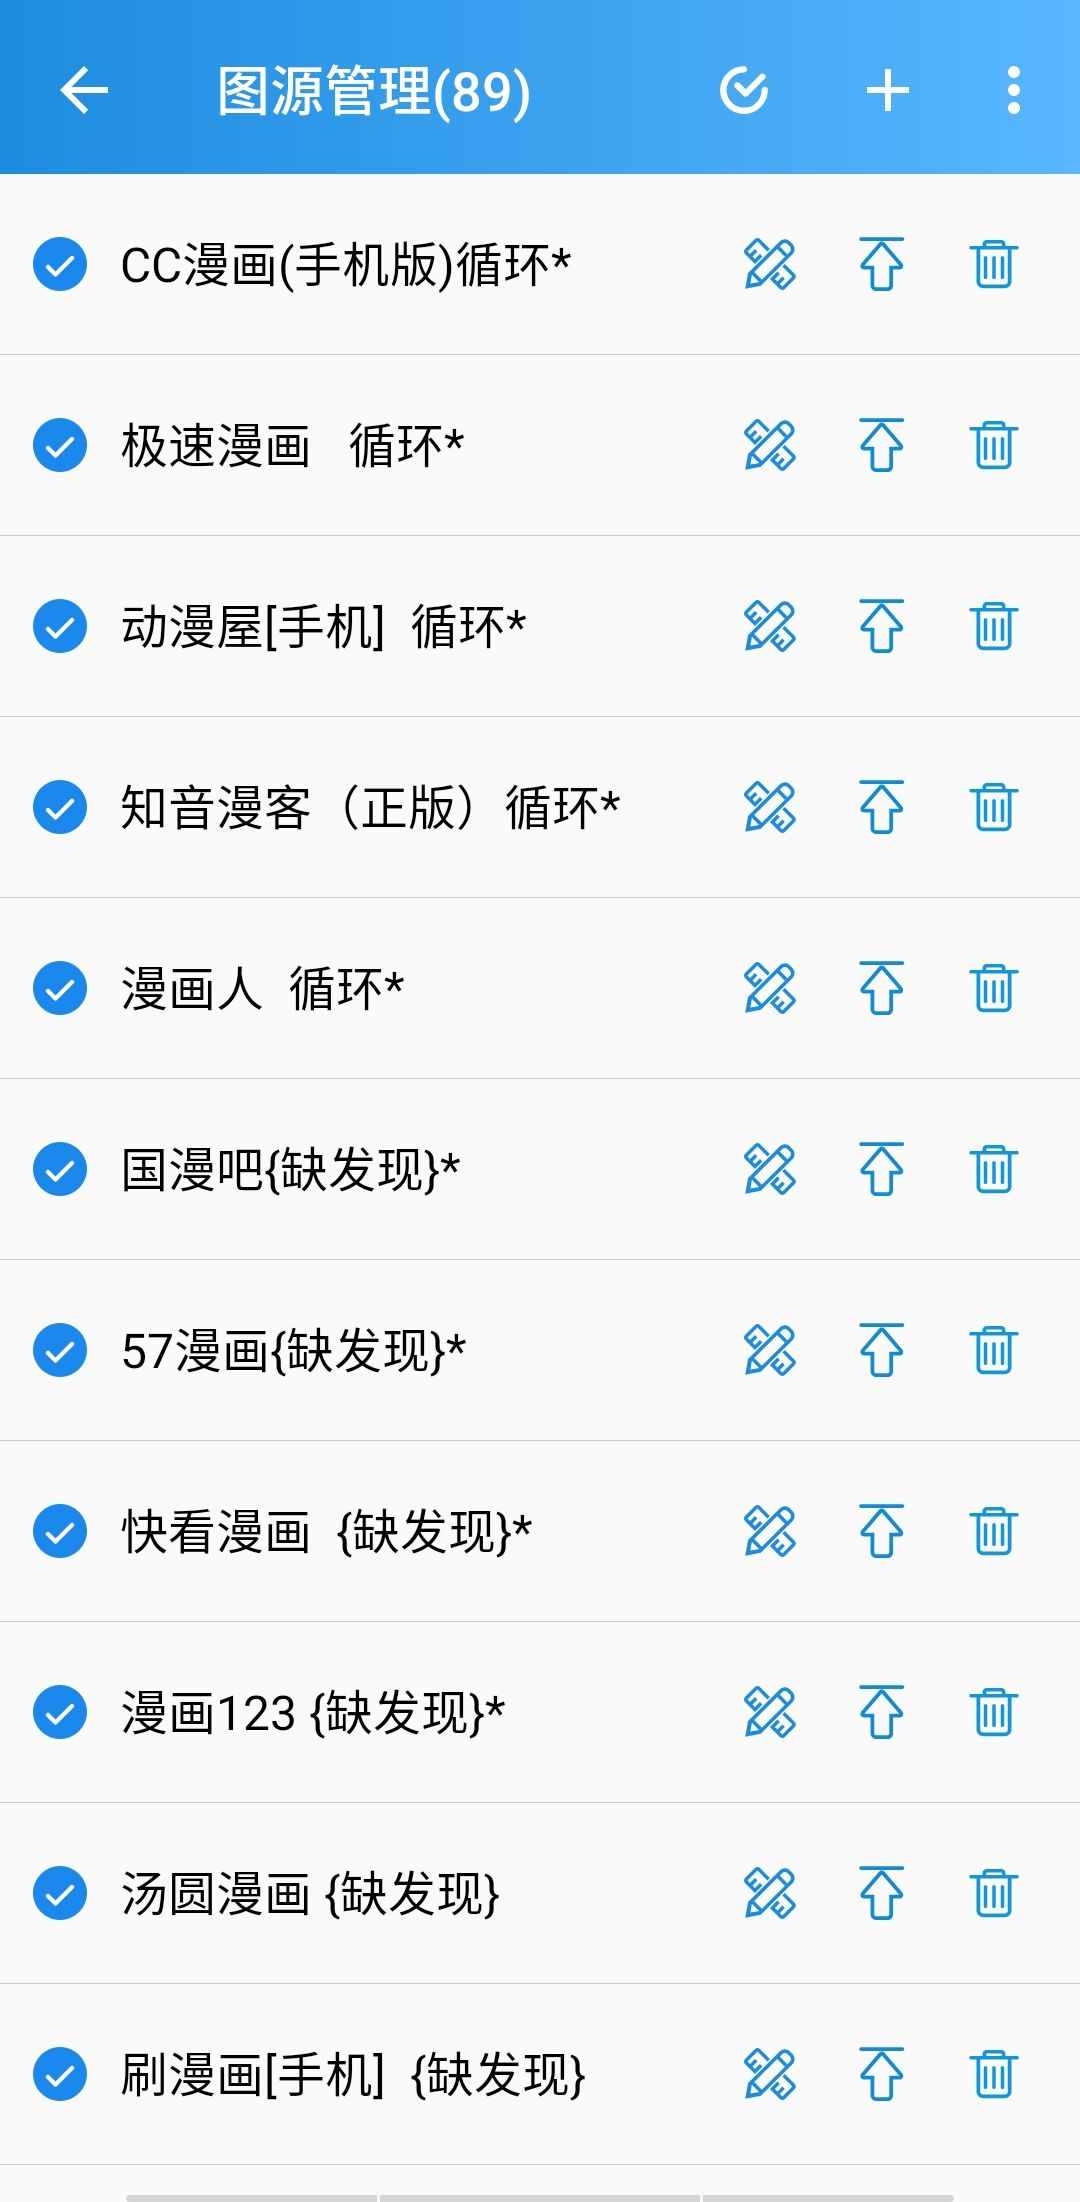 图源管理(89)
CC漫画(手机版)循环*
极速漫画   循环*
动漫屋[手机]  循环*
知音漫客（正版）循环*
漫画人  循环*
国漫吧{缺发现}*
57漫画{缺发现}*
快看漫画  {缺发现}*
漫画123 {缺发现}*
汤圆漫画 {缺发现}
刷漫画[手机]  {缺发现}